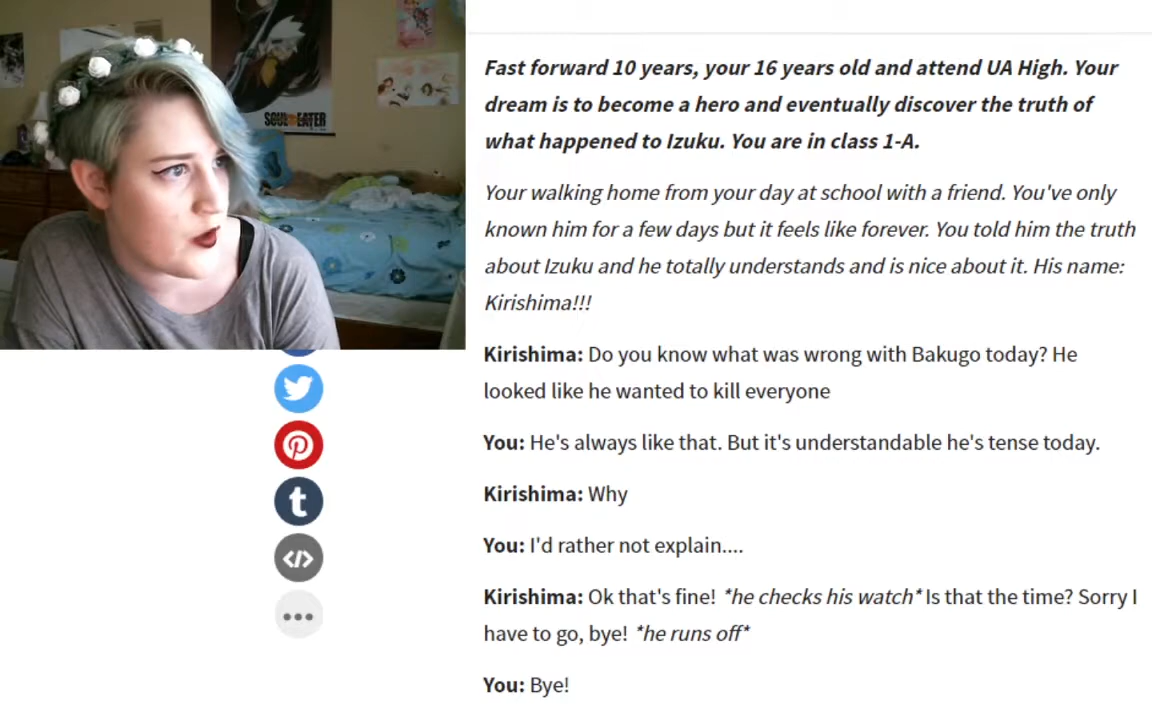 SOUL EATER
Fast forward 10 years, your 16 years old and attend UA High. Your
dream is to become a hero and eventually discover the truth of
what happened to Izuku. You are in class 1-A.
Your walking home from your day at school with a friend. You've only
known him for a few days but it feels like forever. You told him the truth
about Izuku and he totally understands and is nice about it. His name:
Kirishima!!!
Kirishima: Do you know what was wrong with Bakugo today? He
looked like he wanted to kill everyone
You: He's always like that. But it's understandable he's tense today.
Kirishima: Why
You: I'd rather not explain....
Kirishima: Ok that's fine! *he checks his watch* Is that the time? Sorry I
have to go, bye! *he runs off*
You: Bye!